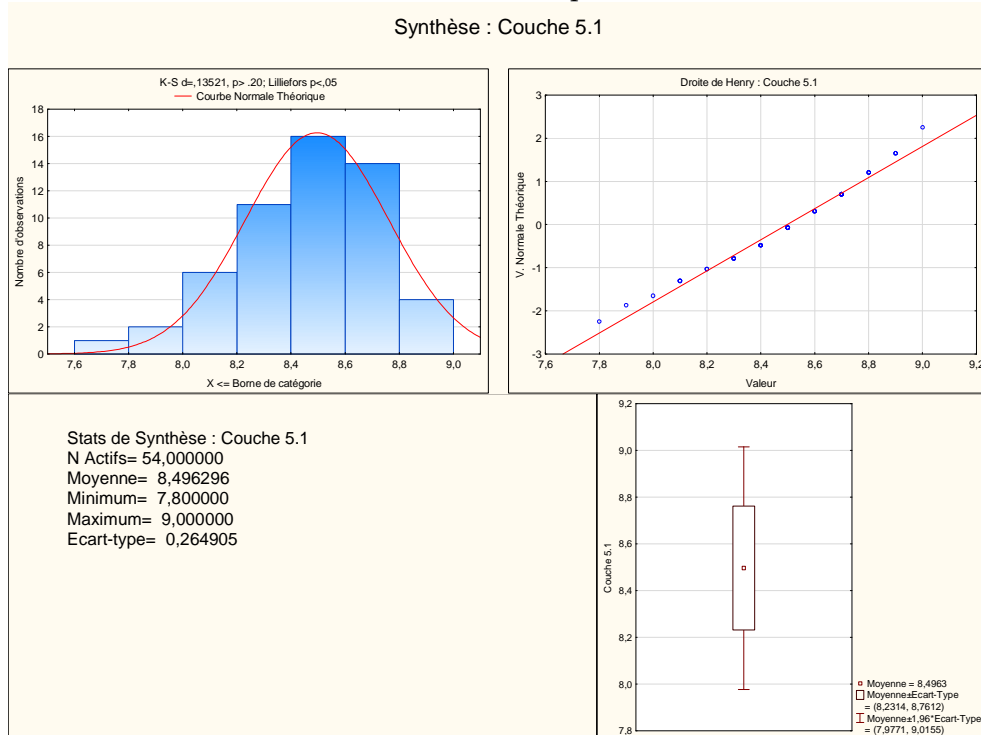 Synthèse : Couche 5.1
K-S d=,13521, p> .20; Lilliefors p<,05
Courbe Normale Théorique
18
16
14
12
10
8
6
4
2
0
Nombre d'observations
7,6 7,8 8,0 8,2 8,4 8,6 8,8 9,0
X <= Borne de catégorie
Droite de Henry : Couche 5.1
3
2
1
0
-1
-2
-3
V. Normale Théorique
7,6 7,8 8,0 8,2 8,4 8,6 8,8 9,0 9,2
Valeur
Stats de Synthèse : Couche 5.1
N Actifs= 54,000000
Moyenne= 8,496296
Minimum= 7,800000
Maximum= 9,000000
Ecart-type= 0,264905
9,2
9,0
8,8
8,6
8,4
8,2
8,0
7,8
Couche 5.1
Moyenne = 8,4963
Moyenne±Ecart-Type
= (8,2314, 8,7612)
Moyenne±1,96*Ecart-Type
= (7,9771, 9,0155)